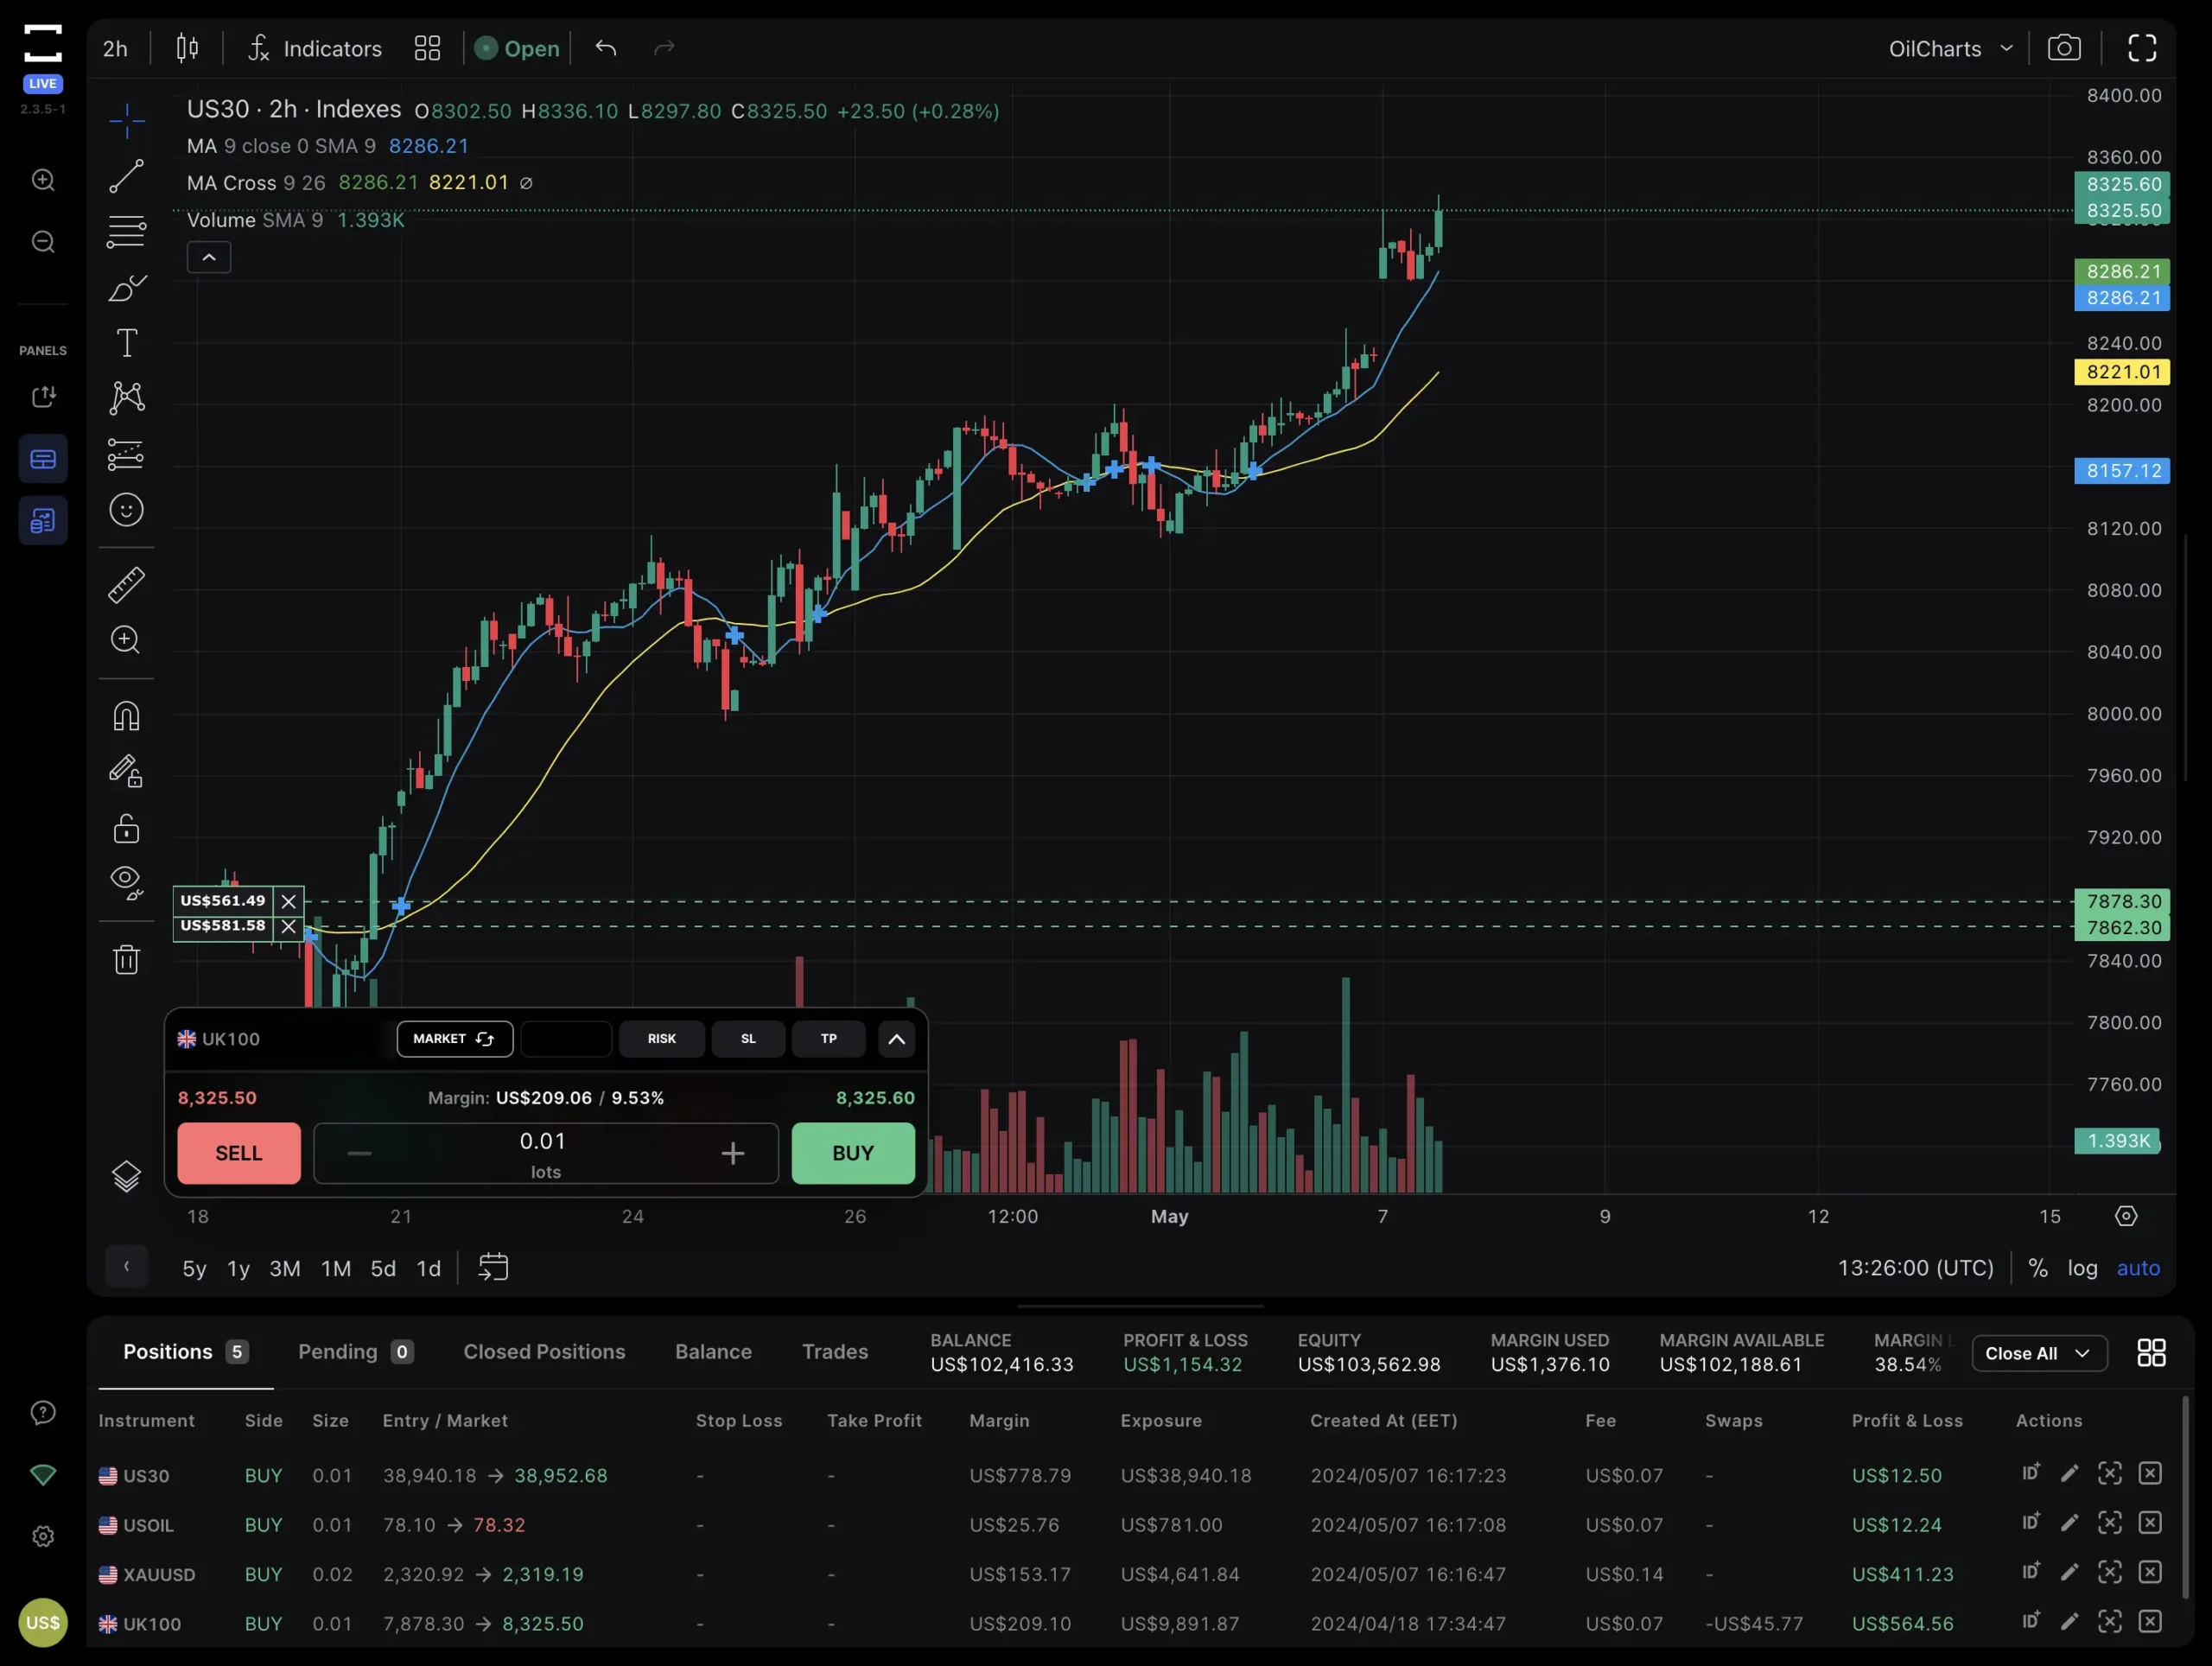 LIVE
2.3.5-1
PANELS
US$
2h Indicators Open OilCharts
US30 · 2h · Indexes O8302.50 H8336.10 L8297.80 C8325.50 +23.50 (+0.28%)
MA 9 close 0 SMA 9 8286.21
MA Cross 9 26 8286.21 8221.01 ∅
Volume SMA 9 1.393K
8400.00
8360.00
8325.60
8325.50
8286.21
8286.21
8240.00
8221.01
8200.00
8157.12
8120.00
8080.00
8040.00
8000.00
7960.00
7920.00
7878.30
7862.30
7840.00
7800.00
7760.00
1.393K
US$561.49
US$581.58
UK100 MARKET RISK SL TP
8,325.50 Margin: US$209.06 / 9.53% 8,325.60
SELL 0.01 BUY
lots
18 21 24 26 12:00 May 7 9 12 15
5y 1y 3M 1M 5d 1d 13:26:00 (UTC) % log auto
Positions 5 Pending 0 Closed Positions Balance Trades
BALANCE PROFIT & LOSS EQUITY MARGIN USED MARGIN AVAILABLE MARGIN L
US$102,416.33 US$1,154.32 US$103,562.98 US$1,376.10 US$102,188.61 38.54%
Close All
Instrument Side Size Entry / Market Stop Loss Take Profit Margin Exposure Created At (EET) Fee Swaps Profit & Loss Actions
US30 BUY 0.01 38,940.18 → 38,952.68 - - US$778.79 US$38,940.18 2024/05/07 16:17:23 US$0.07 - US$12.50 ID
USOIL BUY 0.01 78.10 → 78.32 - - US$25.76 US$781.00 2024/05/07 16:17:08 US$0.07 - US$12.24 ID
XAUUSD BUY 0.02 2,320.92 → 2,319.19 - - US$153.17 US$4,641.84 2024/05/07 16:16:47 US$0.14 - US$411.23 ID
UK100 BUY 0.01 7,878.30 → 8,325.50 - - US$209.10 US$9,891.87 2024/04/18 17:34:47 US$0.07 -US$45.77 US$564.56 ID